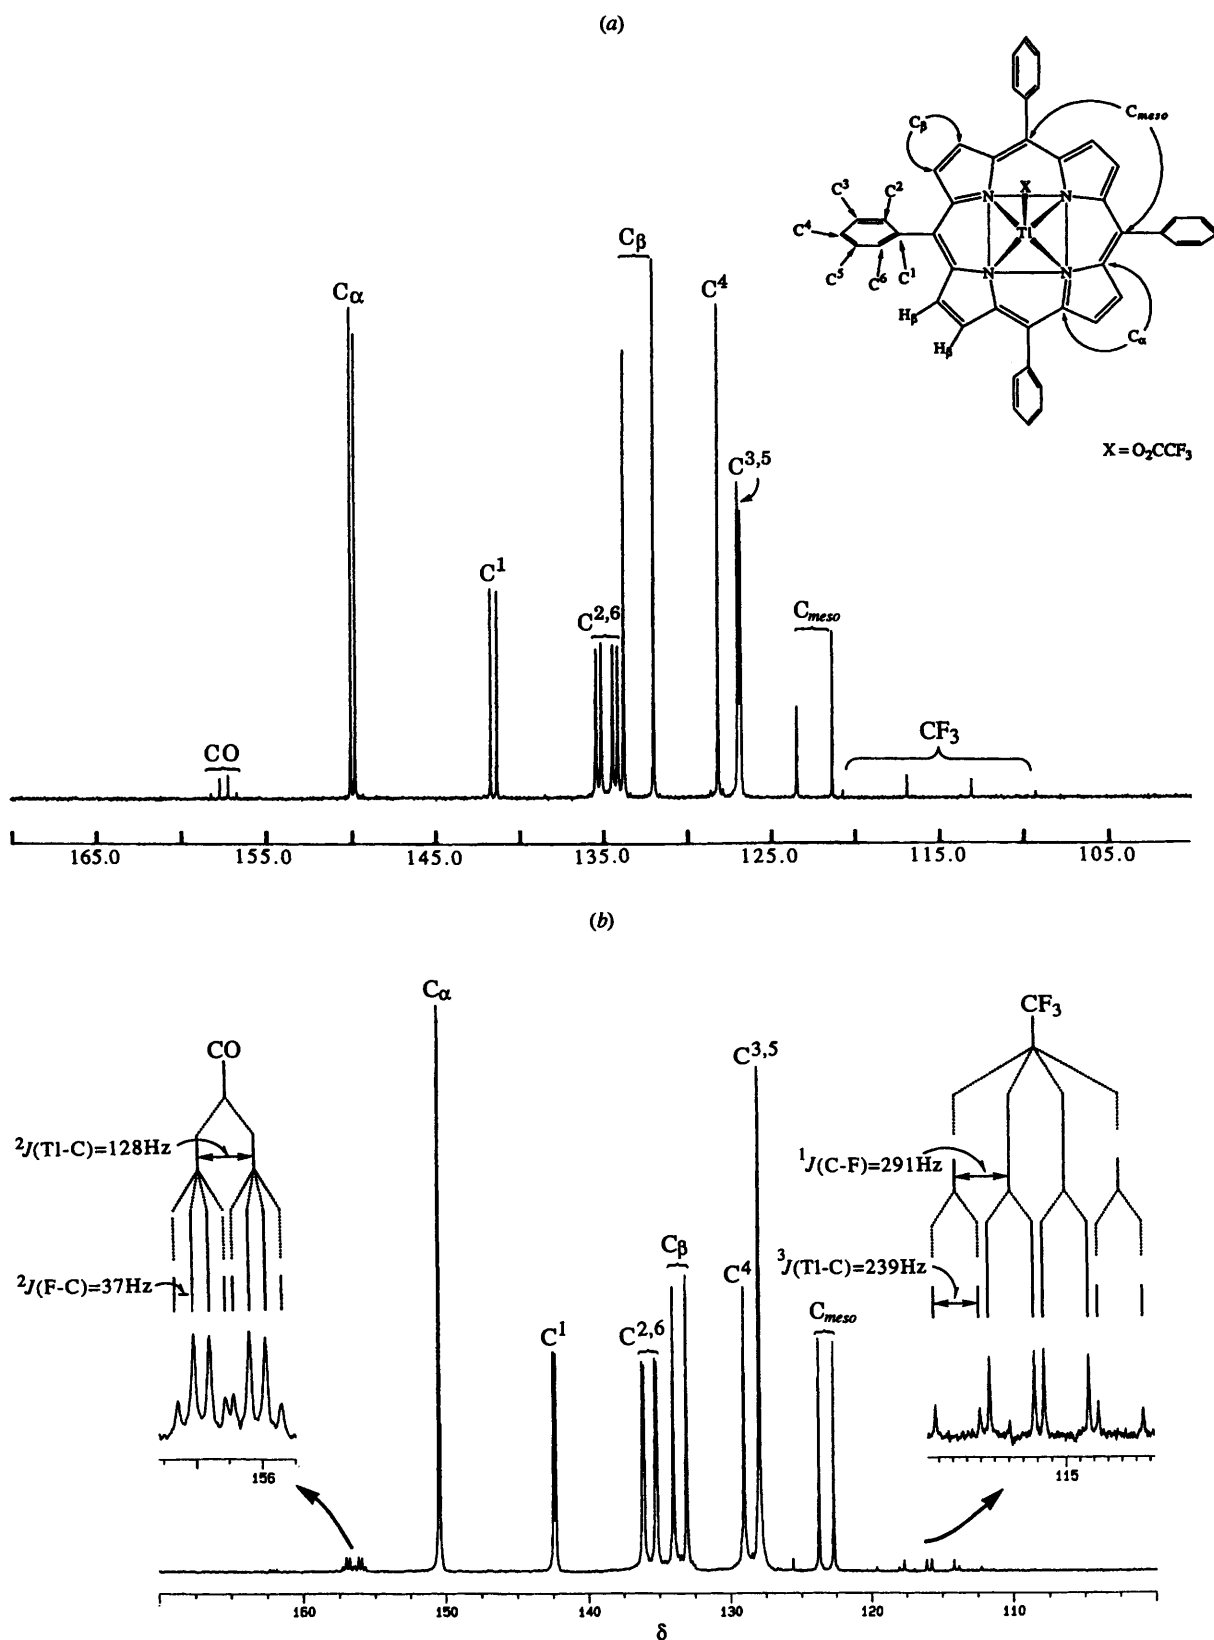 (a)
Cβ
Cmeso
C³
C²
C⁴
C⁵
C⁶
C¹
X
N
N
Tl
N
N
Hβ
Hβ
Cα
X = O₂CCF₃
Cα
Cβ
C⁴
C³,⁵
C¹
C²,⁶
Cmeso
CO
CF₃
165.0 155.0 145.0 135.0 125.0 115.0 105.0
(b)
Cα
CF₃
CO
C³,⁵
²J(Tl-C)=128Hz
¹J(C-F)=291Hz
Cβ
³J(Tl-C)=239Hz
²J(F-C)=37Hz
C⁴
Cmeso
C¹
C²,⁶
156
115
160 150 140 130 120 110
δ